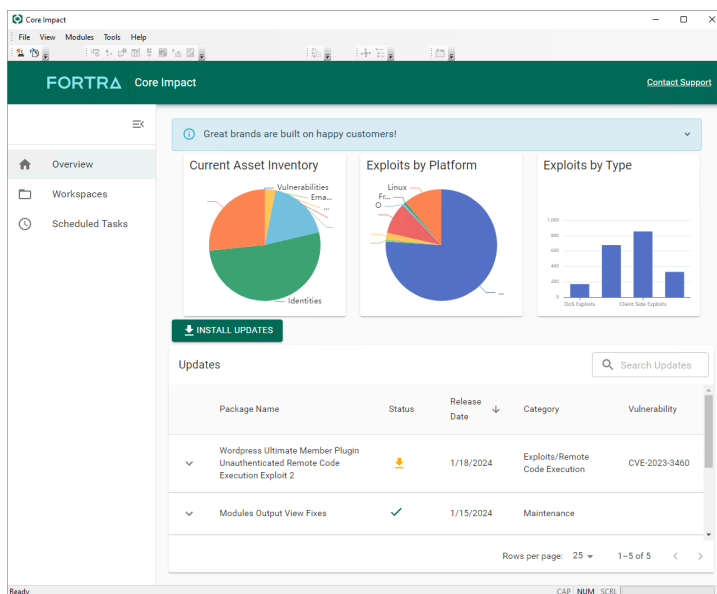 Core Impact
File View Modules Tools Help
FORTRA Core Impact
Contact Support
Great brands are built on happy customers!
Overview
Workspaces
Scheduled Tasks
Current Asset Inventory
Vulnerabilities
Ema...
...
Identities
Exploits by Platform
Linux
Fr...
O
...
Exploits by Type
1,000
800
600
400
200
0
DoS Exploits
Client Side Exploits
INSTALL UPDATES
Updates
Search Updates
Package Name Status Release Date Category Vulnerability
Wordpress Ultimate Member Plugin
Unauthenticated Remote Code
Execution Exploit 2
1/18/2024
Exploits/Remote
Code Execution
CVE-2023-3460
Modules Output View Fixes
1/15/2024
Maintenance
Rows per page: 25
1–5 of 5
Ready
CAP NUM SCRL